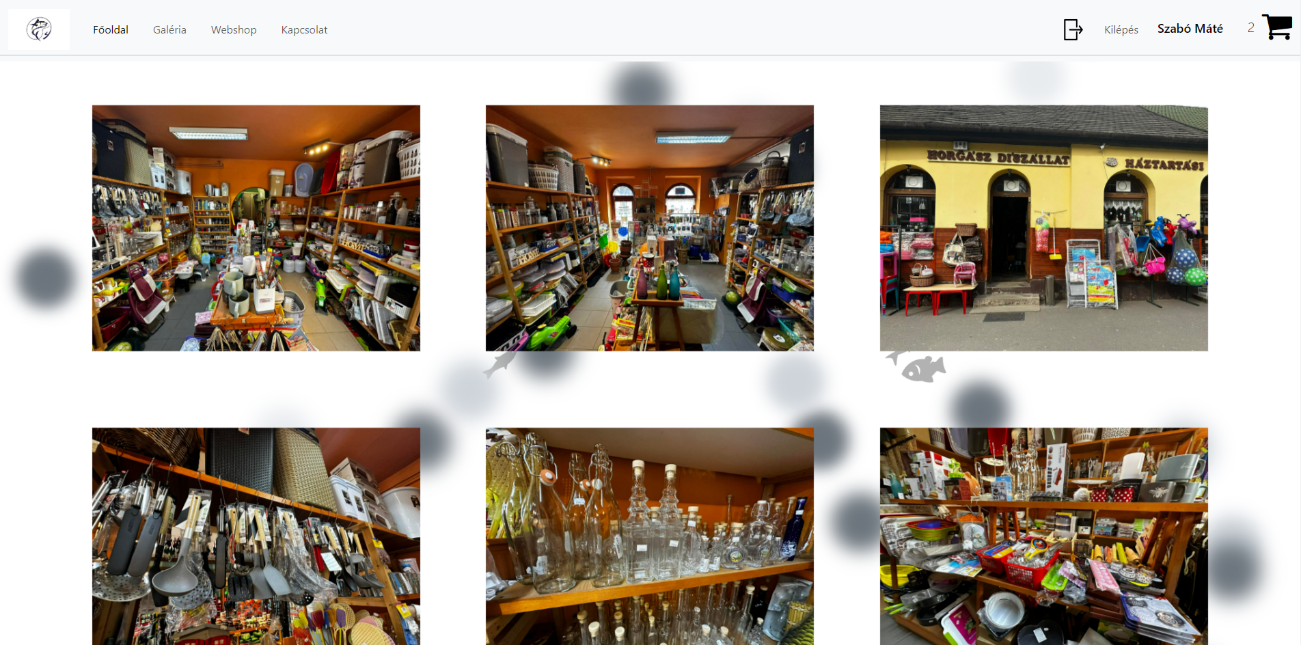 Főoldal
Galéria
Webshop
Kapcsolat
Kilépés
Szabó Máté
2
HORGÁSZ DÍSZÁLLAT
HÁZTARTÁSI